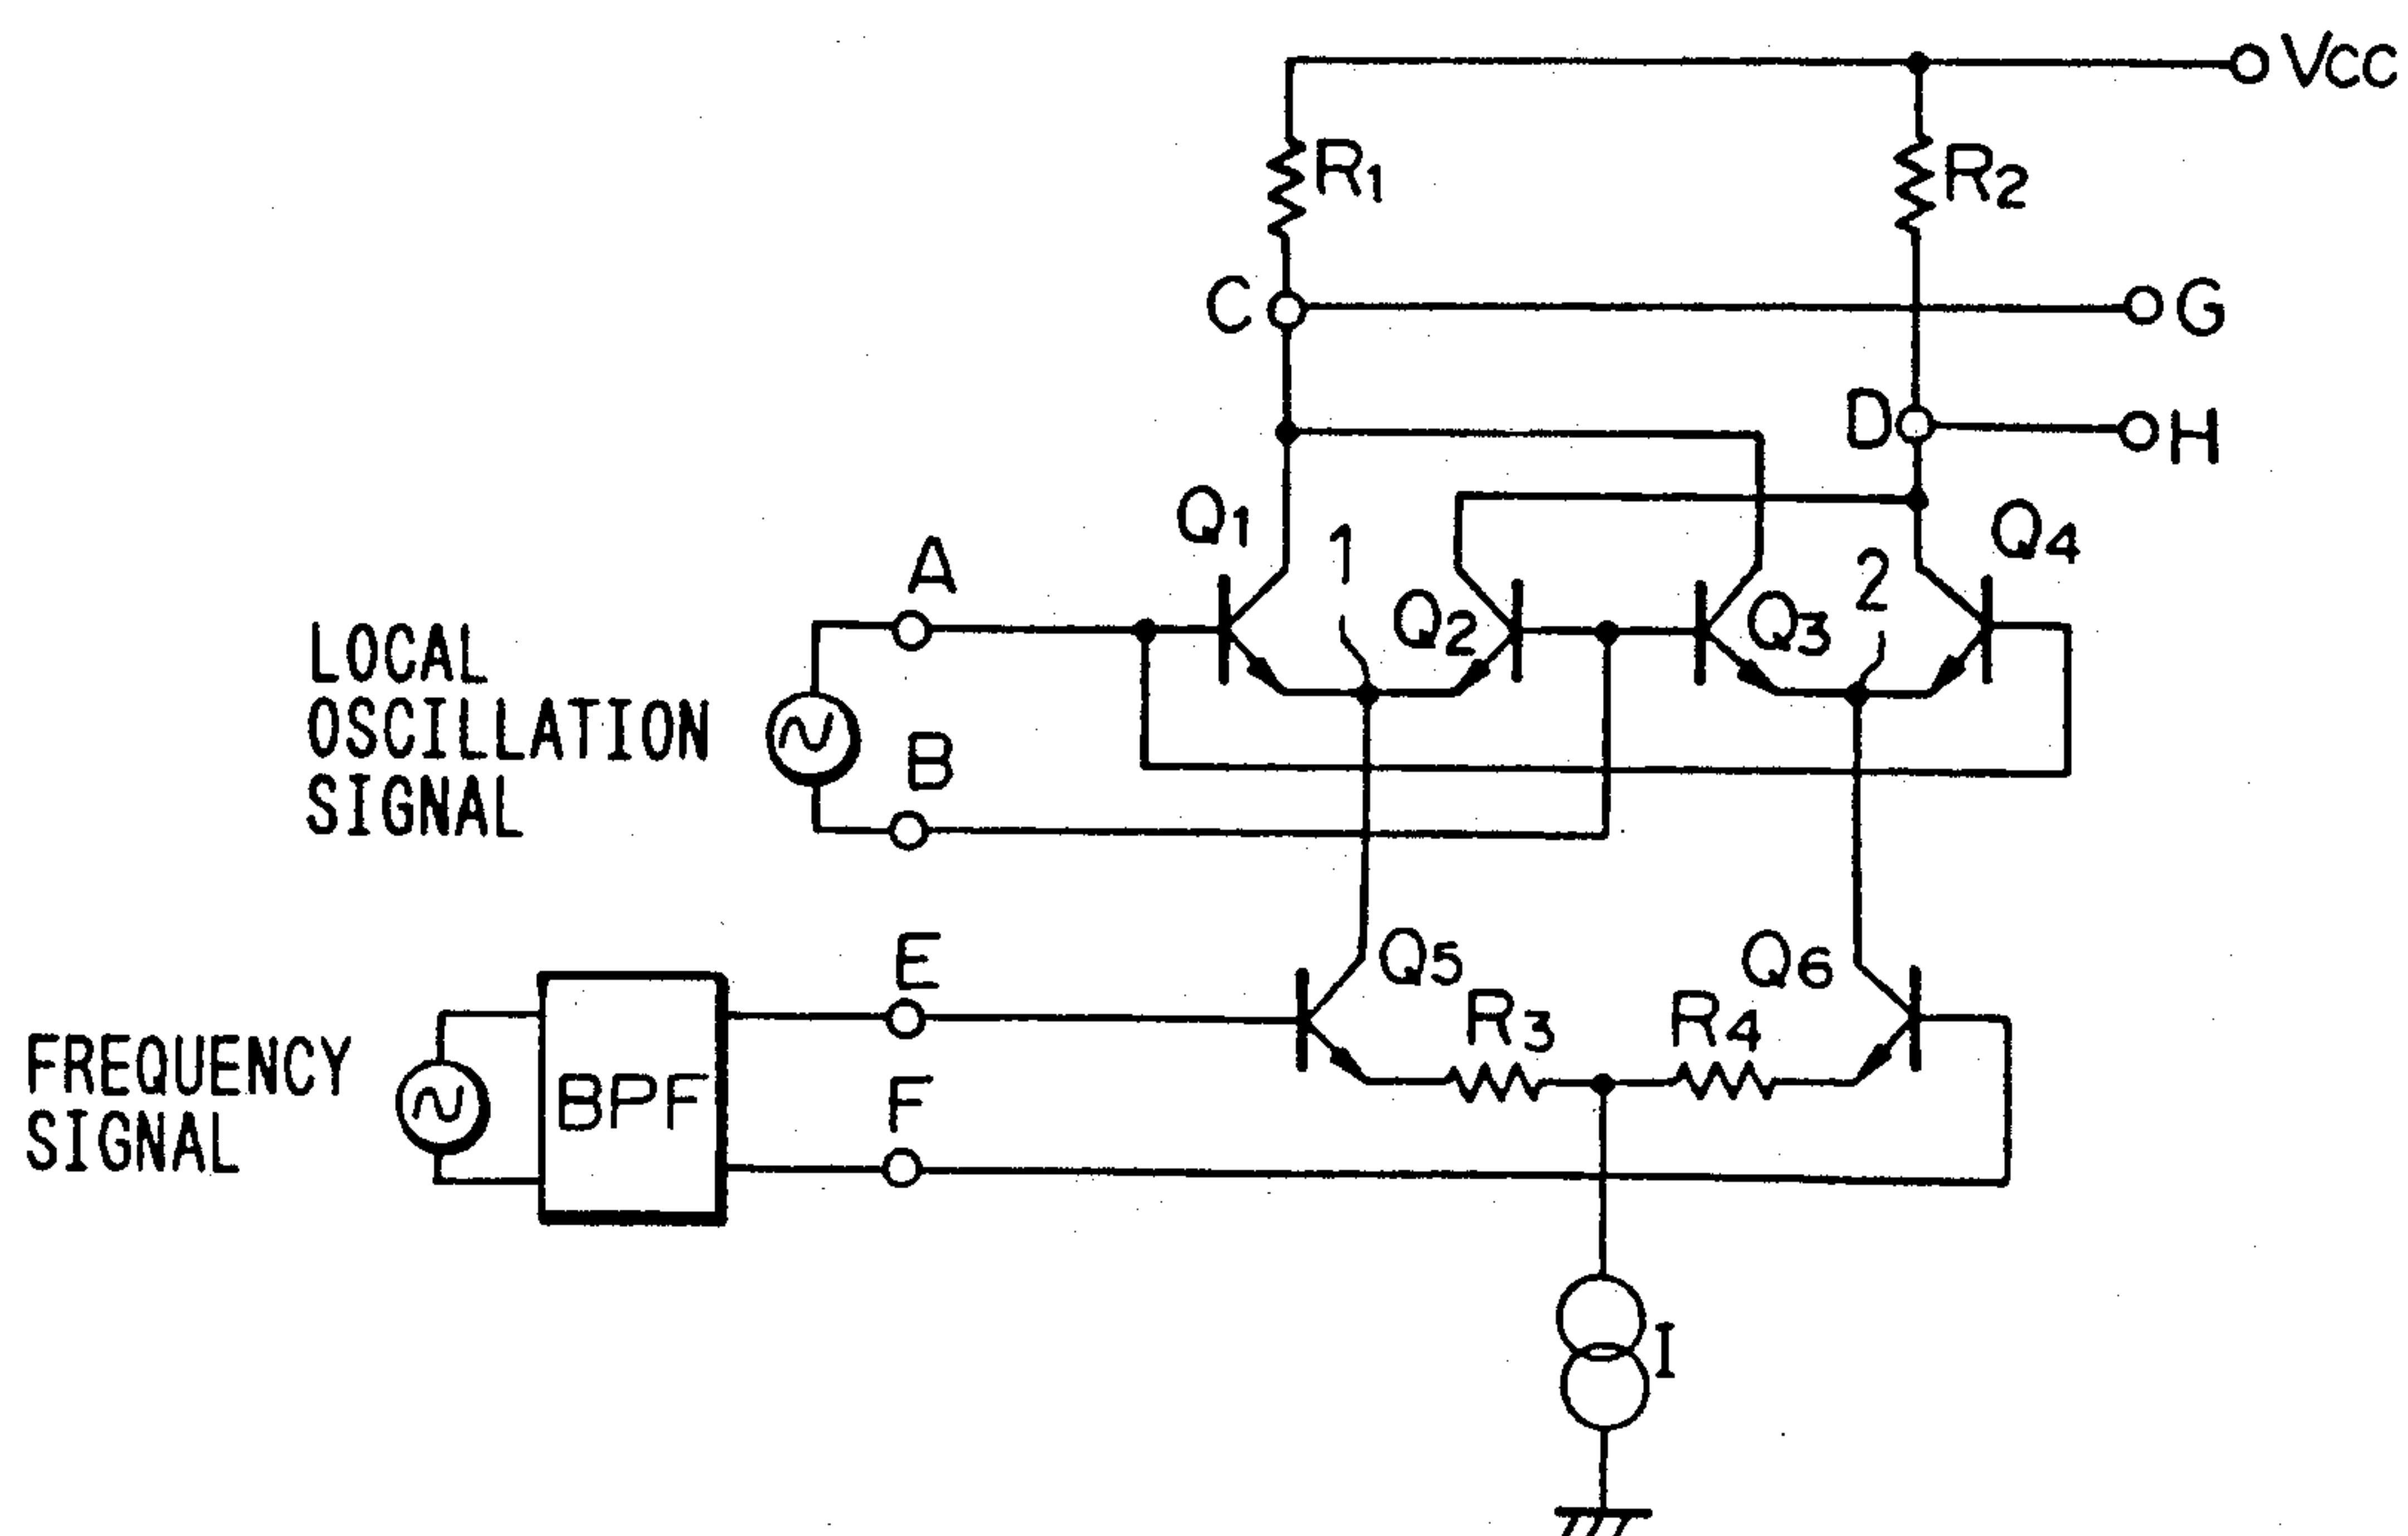 VCC
R1
R2
C
G
D
H
Q1
1
Q2
Q3
2
Q4
A
LOCAL
OSCILLATION
SIGNAL
B
E
Q5
Q6
R3
R4
FREQUENCY
SIGNAL
BPF
F
I